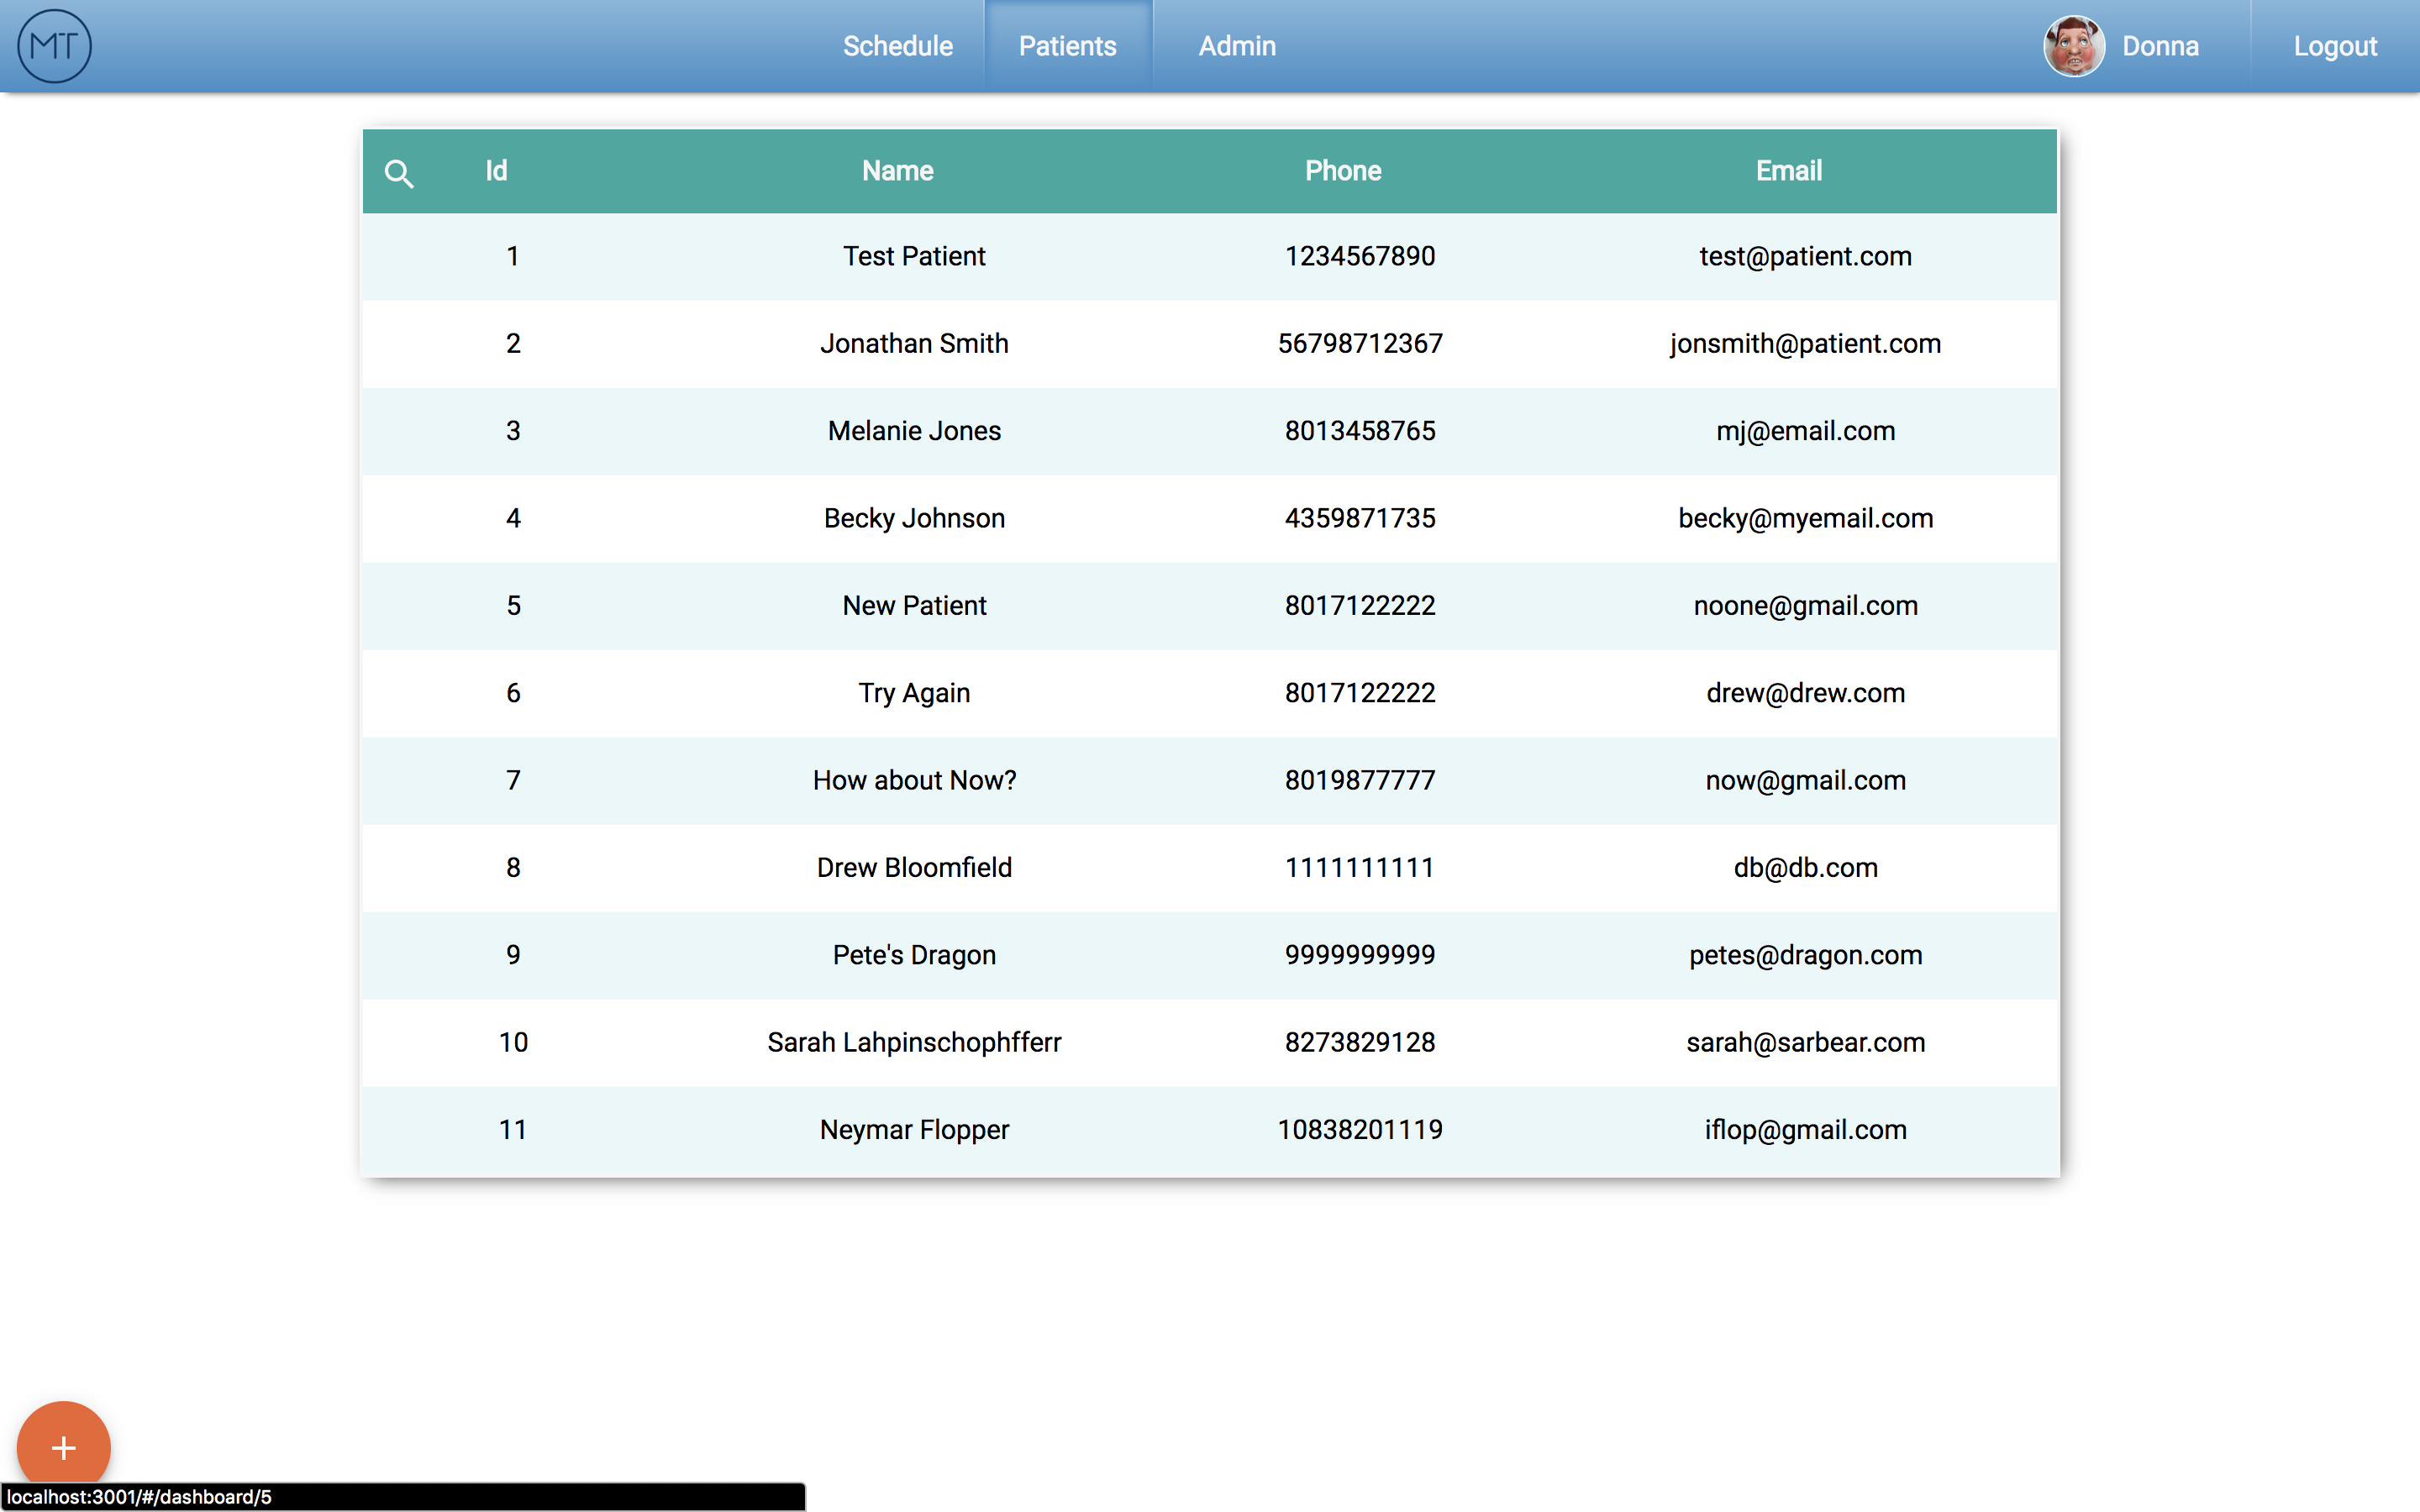 MT Schedule Patients Admin Donna Logout
Id Name Phone Email
1 Test Patient 1234567890 test@patient.com
2 Jonathan Smith 56798712367 jonsmith@patient.com
3 Melanie Jones 8013458765 mj@email.com
4 Becky Johnson 4359871735 becky@myemail.com
5 New Patient 8017122222 noone@gmail.com
6 Try Again 8017122222 drew@drew.com
7 How about Now? 8019877777 now@gmail.com
8 Drew Bloomfield 1111111111 db@db.com
9 Pete's Dragon 9999999999 petes@dragon.com
10 Sarah Lahpinschophfferr 8273829128 sarah@sarbear.com
11 Neymar Flopper 10838201119 iflop@gmail.com
+
localhost:3001/#/dashboard/5